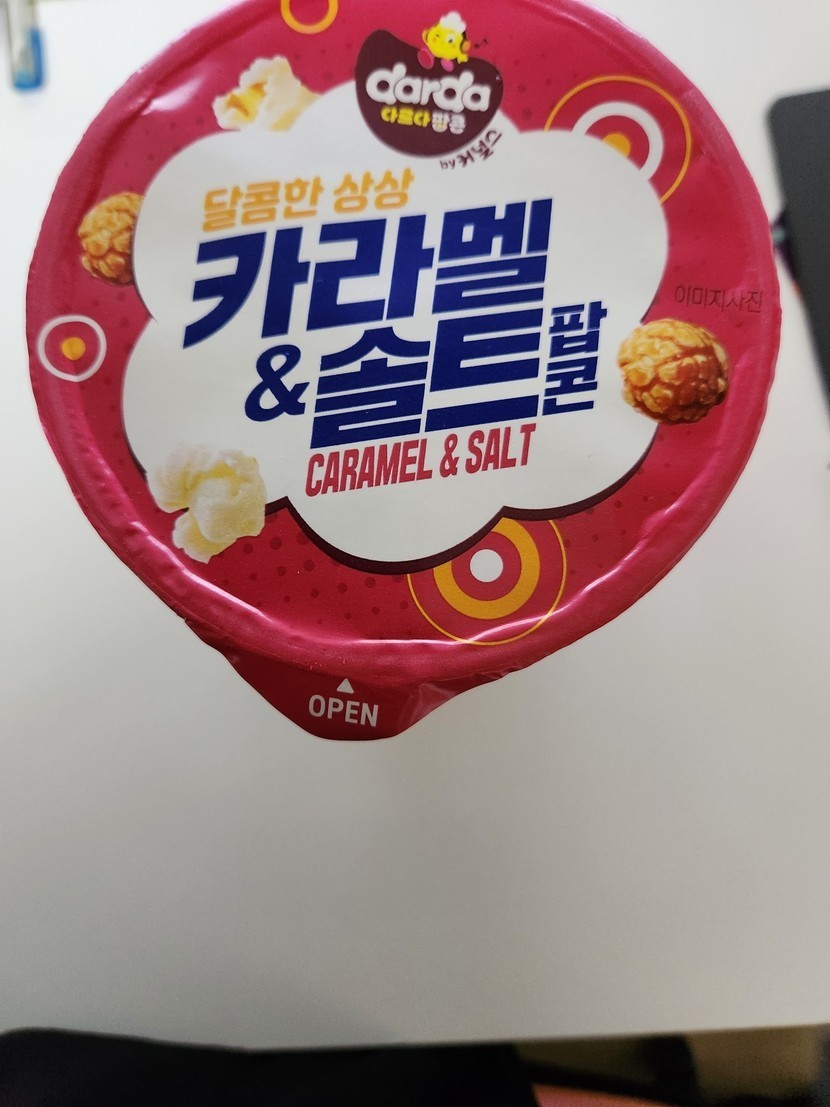 darda
다르다팝콘
by 커널스
달콤한 상상
카라멜
&솔트 팝콘
CARAMEL & SALT
이미지사진
OPEN